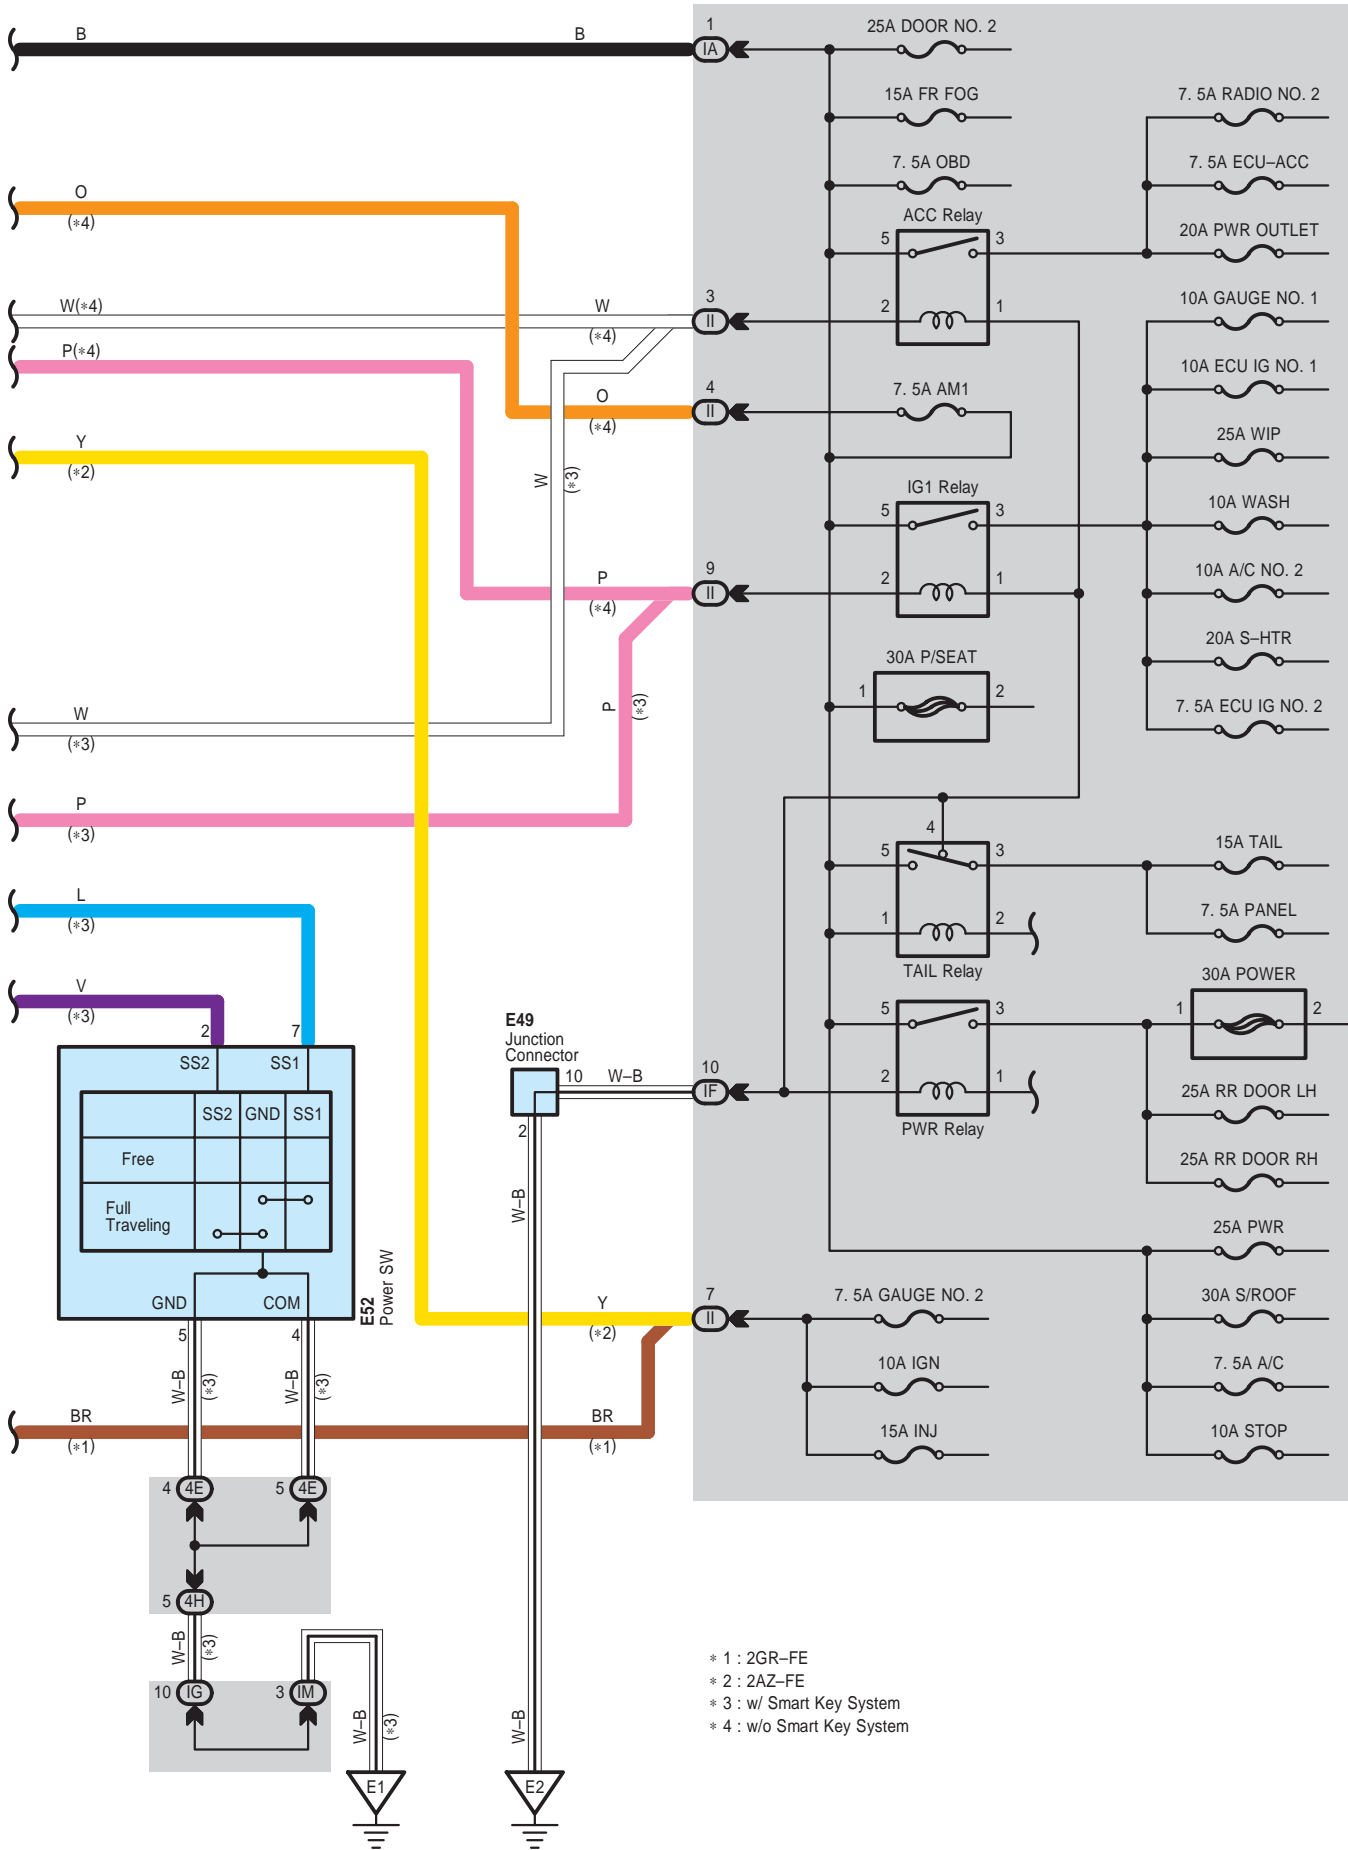 B B 1 25A DOOR NO. 2
IA
15A FR FOG 7. 5A RADIO NO. 2
O 7. 5A OBD 7. 5A ECU–ACC
(∗4)
ACC Relay
5 3 20A PWR OUTLET
W(∗4) W 3 2 1 10A GAUGE NO. 1
II
(∗4)
P(∗4)
4 10A ECU IG NO. 1
O 7. 5A AM1
II
(∗4)
Y 25A WIP
(∗2)
W (∗3)
IG1 Relay
5 3 10A WASH
9 2 1 10A A/C NO. 2
P II
(∗4)
30A P/SEAT 20A S–HTR
1 2
P (∗3)
W 7. 5A ECU IG NO. 2
(∗3)
P
(∗3)
4
5 3 15A TAIL
L
(∗3)
1 2 7. 5A PANEL
TAIL Relay
30A POWER
V
(∗3)
1 2
2 7
5 3
E49
Junction
Connector
SS2 SS1
10 W–B 10 2 1
IF
25A RR DOOR LH
SS2 GND SS1
PWR Relay
2
Free
25A RR DOOR RH
W–B
Full
Traveling
25A PWR
E52
Power SW
GND COM
Y 7 7. 5A GAUGE NO. 2 30A S/ROOF
II
(∗2)
5 4
W–B (∗3) W–B (∗3)
10A IGN 7. 5A A/C
BR BR
(∗1) (∗1)
15A INJ 10A STOP
4 4E 5 4E
5 4H
W–B (∗3)
10 IG 3 IM
W–B (∗3)
W–B
∗ 1 : 2GR–FE
∗ 2 : 2AZ–FE
∗ 3 : w/ Smart Key System
∗ 4 : w/o Smart Key System
E1 E2